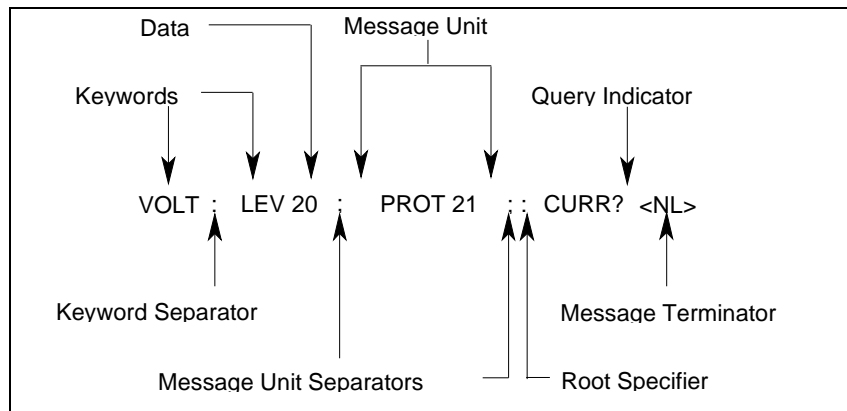 Data
Message Unit
Keywords
Query Indicator
VOLT : LEV 20 ; PROT 21 ; : CURR? <NL>
Keyword Separator
Message Terminator
Message Unit Separators
Root Specifier